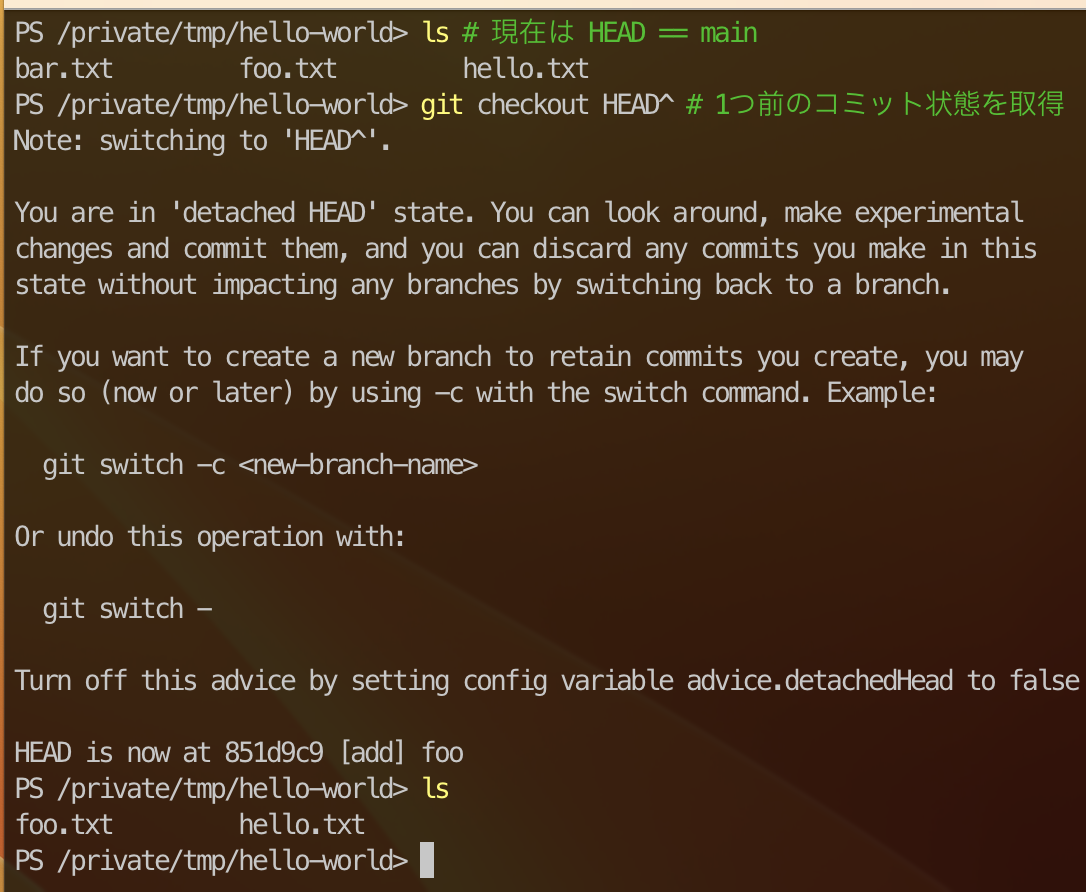 PS /private/tmp/hello-world> ls # 現在は HEAD == main
bar.txt         foo.txt         hello.txt
PS /private/tmp/hello-world> git checkout HEAD^ # 1つ前のコミット状態を取得
Note: switching to 'HEAD^'.

You are in 'detached HEAD' state. You can look around, make experimental
changes and commit them, and you can discard any commits you make in this
state without impacting any branches by switching back to a branch.

If you want to create a new branch to retain commits you create, you may
do so (now or later) by using -c with the switch command. Example:

  git switch -c <new-branch-name>

Or undo this operation with:

  git switch -

Turn off this advice by setting config variable advice.detachedHead to false

HEAD is now at 851d9c9 [add] foo
PS /private/tmp/hello-world> ls
foo.txt         hello.txt
PS /private/tmp/hello-world>